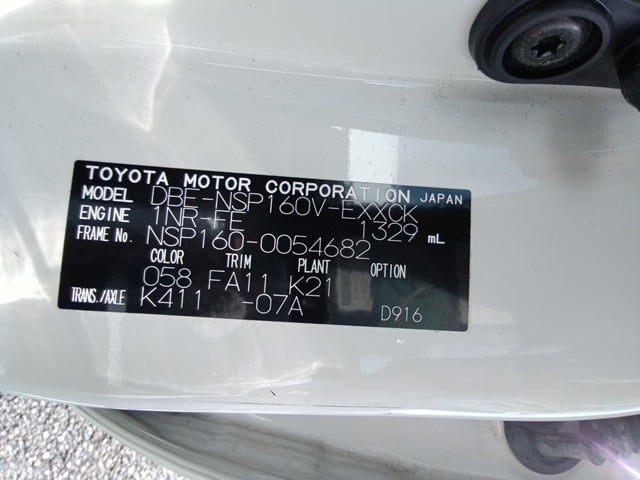 TOYOTA MOTOR CORPORATION JAPAN
MODEL DBE-NSP160V-EXXCK
ENGINE 1NR-FE 1329 mL
FRAME No. NSP160-0054682
COLOR TRIM PLANT OPTION
058 FA11 K21
TRANS./AXLE K411 -07A D916